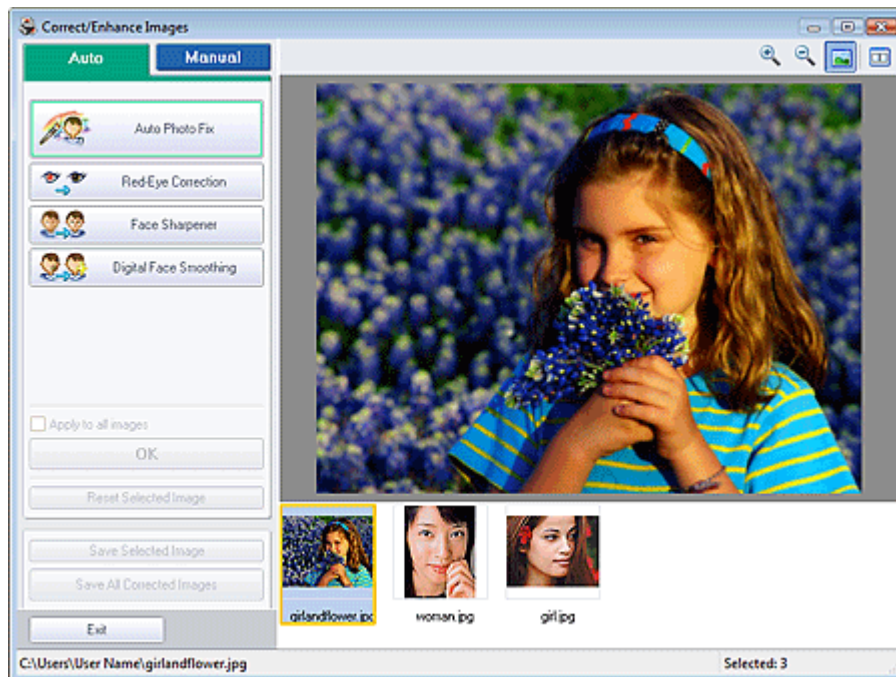 Correct/Enhance Images
Auto
Manual
Auto Photo Fix
Red-Eye Correction
Face Sharpener
Digital Face Smoothing
Apply to all images
OK
Reset Selected Image
Save Selected Image
Save All Corrected Images
Exit
girlandflower.jpg
woman.jpg
girl.jpg
C:\Users\User Name\girlandflower.jpg
Selected: 3